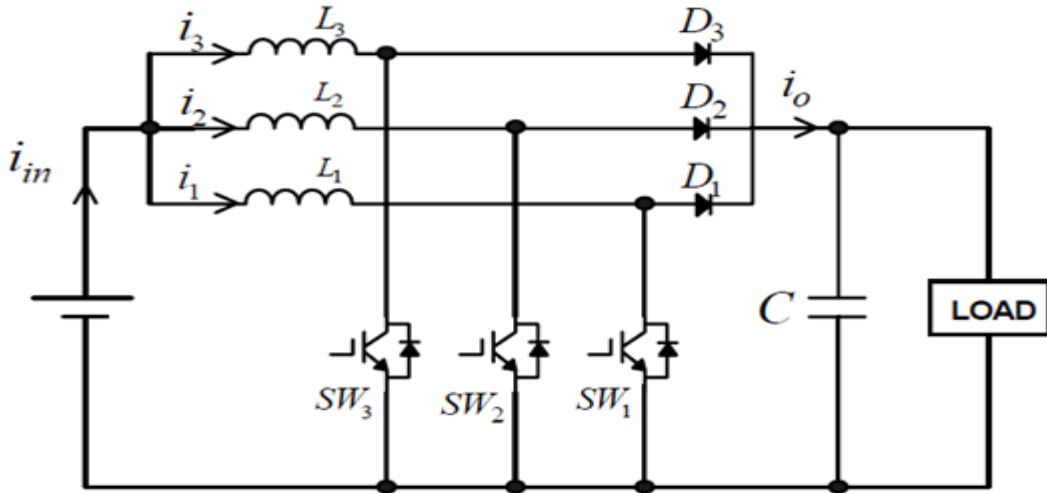 i₃ L₃ D₃
i₂ L₂ D₂ iₒ
iᵢₙ i₁ L₁ D₁
C LOAD
SW₃ SW₂ SW₁